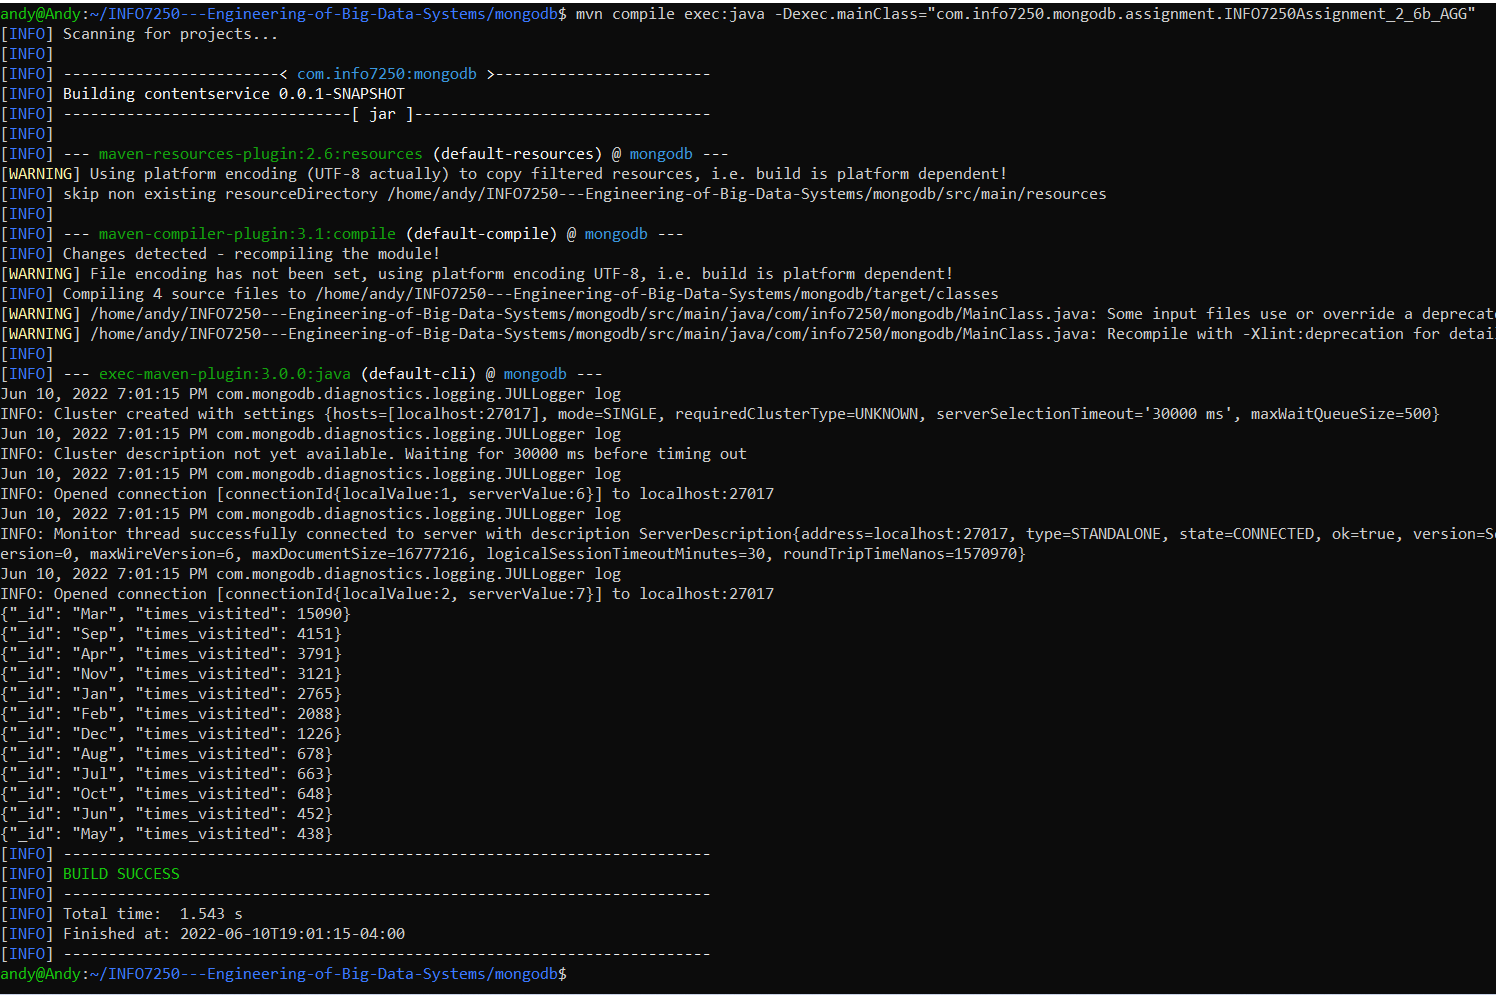 andy@Andy:~/INFO7250---Engineering-of-Big-Data-Systems/mongodb$ mvn compile exec:java -Dexec.mainClass="com.info7250.mongodb.assignment.INFO7250Assignment_2_6b_AGG"
[INFO] Scanning for projects...
[INFO]
[INFO] ------------------------< com.info7250:mongodb >------------------------
[INFO] Building contentservice 0.0.1-SNAPSHOT
[INFO] --------------------------------[ jar ]---------------------------------
[INFO]
[INFO] --- maven-resources-plugin:2.6:resources (default-resources) @ mongodb ---
[WARNING] Using platform encoding (UTF-8 actually) to copy filtered resources, i.e. build is platform dependent!
[INFO] skip non existing resourceDirectory /home/andy/INFO7250---Engineering-of-Big-Data-Systems/mongodb/src/main/resources
[INFO]
[INFO] --- maven-compiler-plugin:3.1:compile (default-compile) @ mongodb ---
[INFO] Changes detected - recompiling the module!
[WARNING] File encoding has not been set, using platform encoding UTF-8, i.e. build is platform dependent!
[INFO] Compiling 4 source files to /home/andy/INFO7250---Engineering-of-Big-Data-Systems/mongodb/target/classes
[WARNING] /home/andy/INFO7250---Engineering-of-Big-Data-Systems/mongodb/src/main/java/com/info7250/mongodb/MainClass.java: Some input files use or override a deprecate
[WARNING] /home/andy/INFO7250---Engineering-of-Big-Data-Systems/mongodb/src/main/java/com/info7250/mongodb/MainClass.java: Recompile with -Xlint:deprecation for detai
[INFO]
[INFO] --- exec-maven-plugin:3.0.0:java (default-cli) @ mongodb ---
Jun 10, 2022 7:01:15 PM com.mongodb.diagnostics.logging.JULLogger log
INFO: Cluster created with settings {hosts=[localhost:27017], mode=SINGLE, requiredClusterType=UNKNOWN, serverSelectionTimeout='30000 ms', maxWaitQueueSize=500}
Jun 10, 2022 7:01:15 PM com.mongodb.diagnostics.logging.JULLogger log
INFO: Cluster description not yet available. Waiting for 30000 ms before timing out
Jun 10, 2022 7:01:15 PM com.mongodb.diagnostics.logging.JULLogger log
INFO: Opened connection [connectionId{localValue:1, serverValue:6}] to localhost:27017
Jun 10, 2022 7:01:15 PM com.mongodb.diagnostics.logging.JULLogger log
INFO: Monitor thread successfully connected to server with description ServerDescription{address=localhost:27017, type=STANDALONE, state=CONNECTED, ok=true, version=Se
ersion=0, maxWireVersion=6, maxDocumentSize=16777216, logicalSessionTimeoutMinutes=30, roundTripTimeNanos=1570970}
Jun 10, 2022 7:01:15 PM com.mongodb.diagnostics.logging.JULLogger log
INFO: Opened connection [connectionId{localValue:2, serverValue:7}] to localhost:27017
{"_id": "Mar", "times_vistited": 15090}
{"_id": "Sep", "times_vistited": 4151}
{"_id": "Apr", "times_vistited": 3791}
{"_id": "Nov", "times_vistited": 3121}
{"_id": "Jan", "times_vistited": 2765}
{"_id": "Feb", "times_vistited": 2088}
{"_id": "Dec", "times_vistited": 1226}
{"_id": "Aug", "times_vistited": 678}
{"_id": "Jul", "times_vistited": 663}
{"_id": "Oct", "times_vistited": 648}
{"_id": "Jun", "times_vistited": 452}
{"_id": "May", "times_vistited": 438}
[INFO] ------------------------------------------------------------------------
[INFO] BUILD SUCCESS
[INFO] ------------------------------------------------------------------------
[INFO] Total time:  1.543 s
[INFO] Finished at: 2022-06-10T19:01:15-04:00
[INFO] ------------------------------------------------------------------------
andy@Andy:~/INFO7250---Engineering-of-Big-Data-Systems/mongodb$